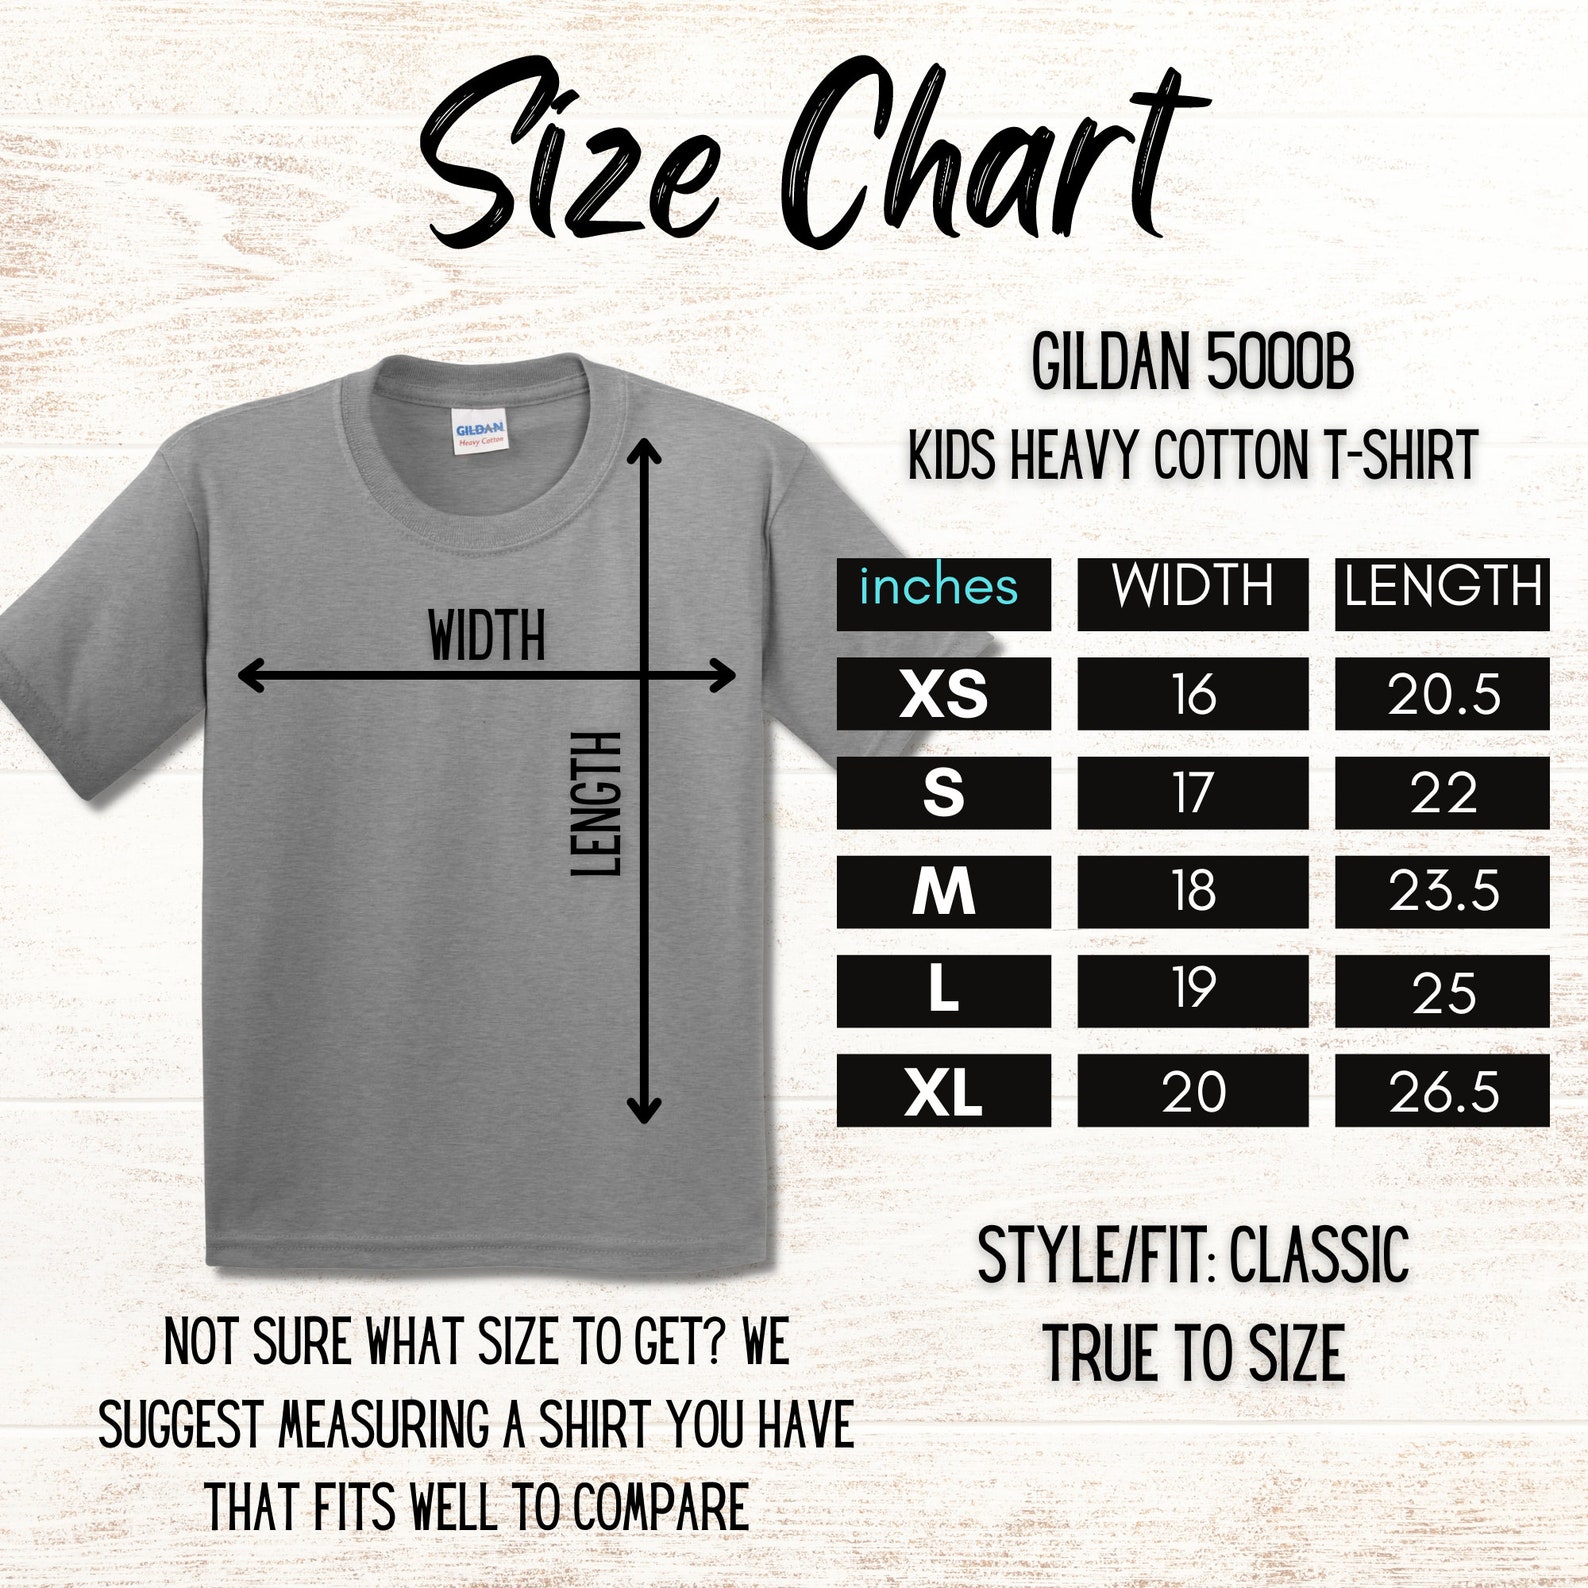 Size Chart
GILDAN 5000B
KIDS HEAVY COTTON T-SHIRT
GILDAN
Heavy Cotton
WIDTH
LENGTH
inches WIDTH LENGTH
XS 16 20.5
S 17 22
M 18 23.5
L 19 25
XL 20 26.5
STYLE/FIT: CLASSIC
TRUE TO SIZE
NOT SURE WHAT SIZE TO GET? WE
SUGGEST MEASURING A SHIRT YOU HAVE
THAT FITS WELL TO COMPARE